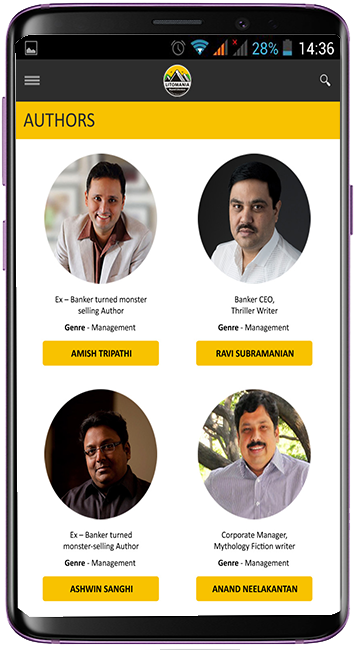 28% 14:36
LITOMANIA
AUTHORS
Ex – Banker turned monster
selling Author
Genre - Management
AMISH TRIPATHI
Banker CEO,
Thriller Writer
Genre - Management
RAVI SUBRAMANIAN
Ex – Banker turned
monster-selling Author
Genre - Management
ASHWIN SANGHI
Corporate Manager,
Mythology Fiction writer
Genre - Management
ANAND NEELAKANTAN